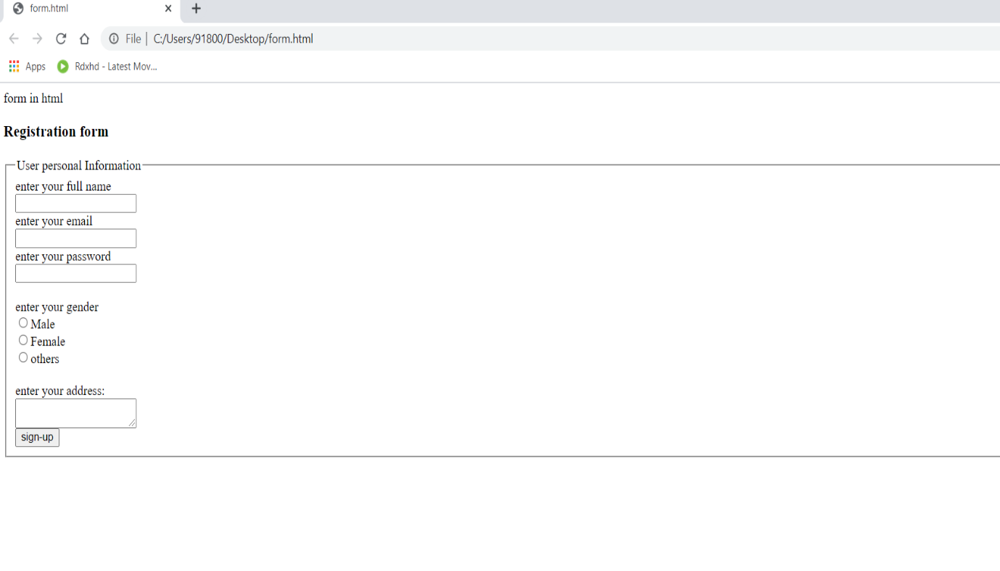 form.html
File | C:/Users/91800/Desktop/form.html
Apps Rdxhd - Latest Mov...
form in html
Registration form
User personal Information
enter your full name
enter your email
enter your password
enter your gender
Male
Female
others
enter your address:
sign-up